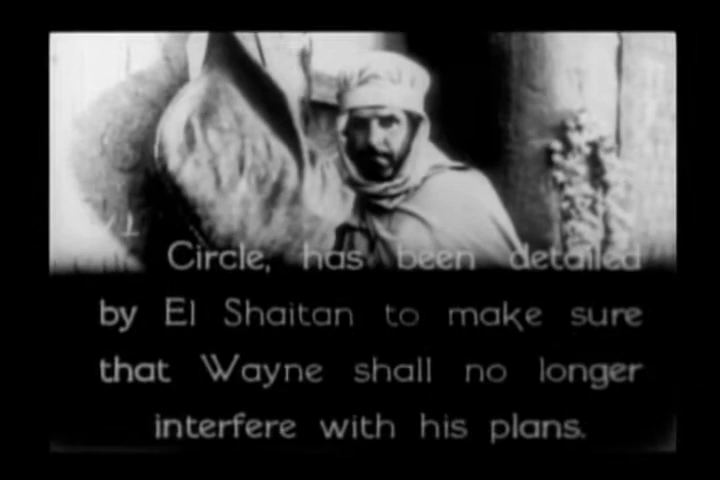 Circle, has been detailed
by El Shaitan to make sure
that Wayne shall no longer
interfere with his plans.